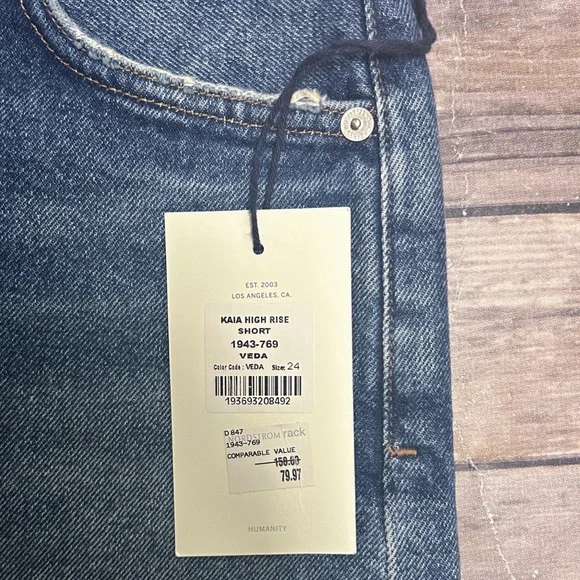 EST. 2003
LOS ANGELES, CA.
KAIA HIGH RISE
SHORT
1943-769
VEDA
Color Code : VEDA Size: 24
193693208492
D 847
NORDSTROM rack
1943-769
COMPARABLE VALUE
158.00
79.97
HUMANITY